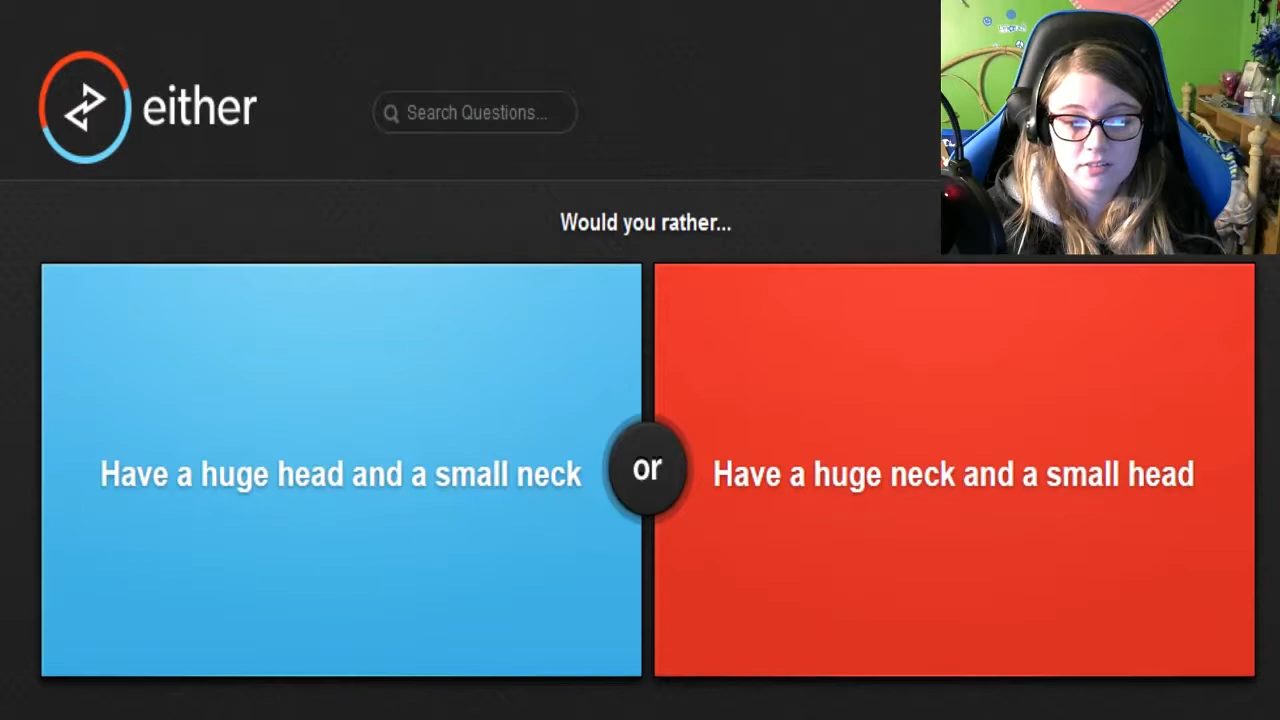 either
Search Questions...
Would you rather...
Have a huge head and a small neck
or
Have a huge neck and a small head